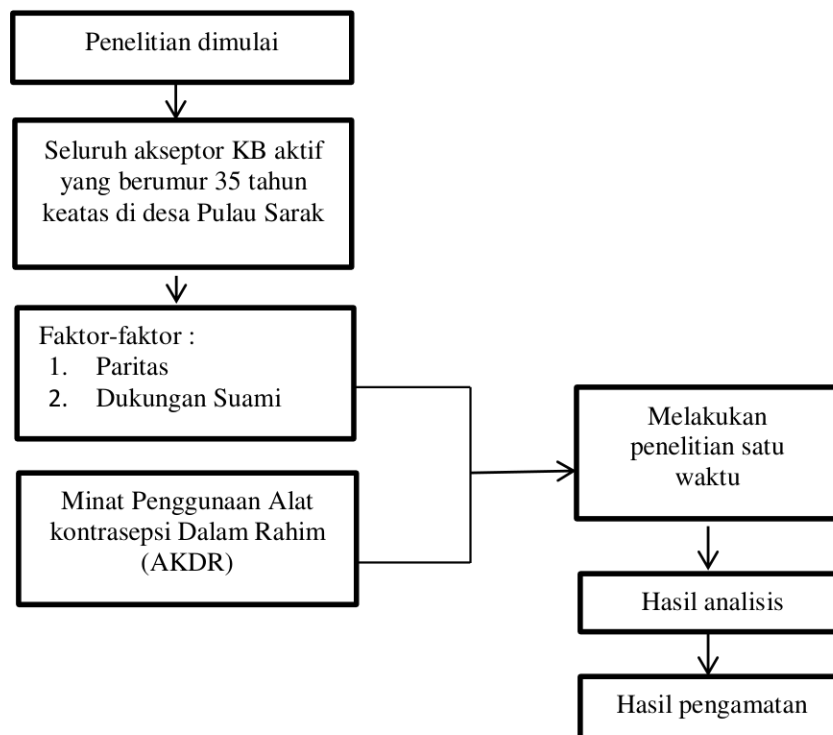 Penelitian dimulai
Seluruh akseptor KB aktif
yang berumur 35 tahun
keatas di desa Pulau Sarak
Faktor-faktor :
1. Paritas
2. Dukungan Suami
Minat Penggunaan Alat
kontrasepsi Dalam Rahim
(AKDR)
Melakukan
penelitian satu
waktu
Hasil analisis
Hasil pengamatan